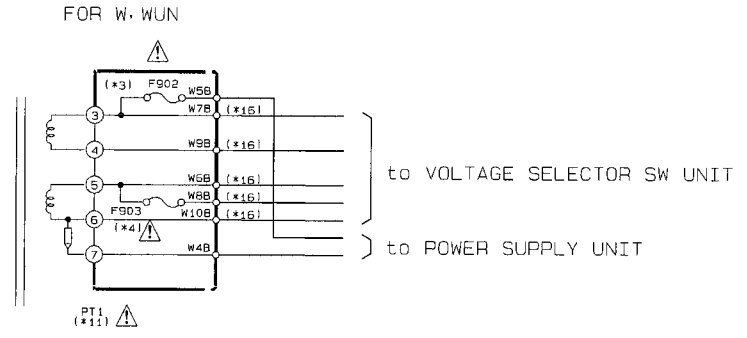 FOR W, WUN
(*3) F902 W5B
3 W7B (*16)
4 W9B (*16)
5 W6B (*16)
W8B (*16)
6 F903 W10B (*16)
(*4)
7 W4B
to VOLTAGE SELECTOR SW UNIT
to POWER SUPPLY UNIT
PT1
(*11)